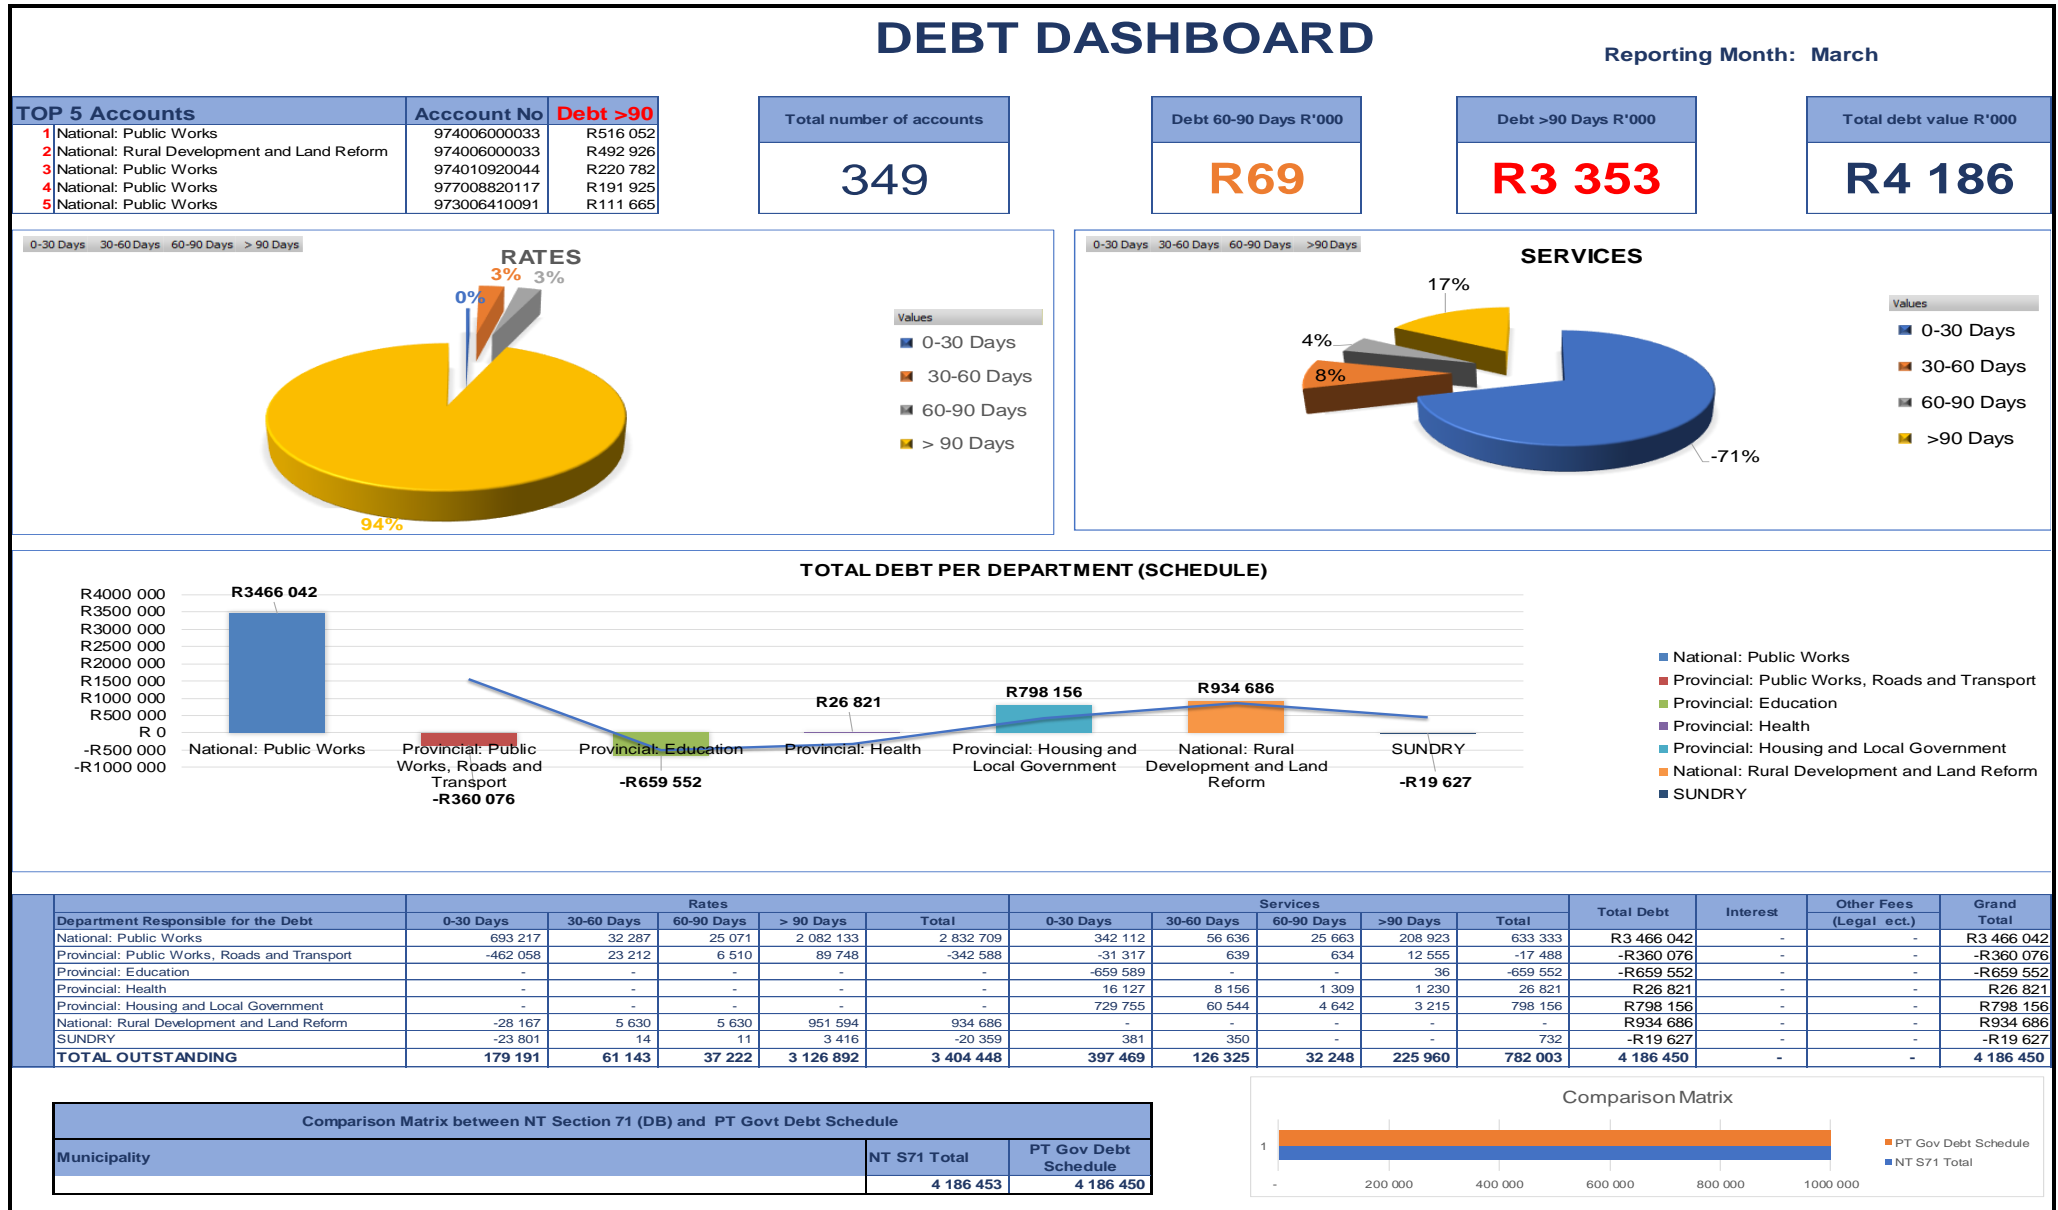 DEBT DASHBOARD
Reporting Month: March
TOP 5 Accounts Acccount No Debt >90
1 National: Public Works 974006000033 R516 052
2 National: Rural Development and Land Reform 974006000033 R492 926
3 National: Public Works 974010920044 R220 782
4 National: Public Works 977008820117 R191 925
5 National: Public Works 973006410091 R111 665
Total number of accounts
349
Debt 60-90 Days R'000
R69
Debt >90 Days R'000
R3 353
Total debt value R'000
R4 186
0-30 Days 30-60 Days 60-90 Days > 90 Days
RATES
0%
3%
3%
94%
Values
0-30 Days
30-60 Days
60-90 Days
> 90 Days
0-30 Days 30-60 Days 60-90 Days >90 Days
SERVICES
17%
4%
8%
-71%
Values
0-30 Days
30-60 Days
60-90 Days
>90 Days
TOTAL DEBT PER DEPARTMENT (SCHEDULE)
R4000 000
R3500 000
R3000 000
R2500 000
R2000 000
R1500 000
R1000 000
R500 000
R 0
-R500 000
-R1000 000
R3466 042
-R360 076
-R659 552
R26 821
R798 156
R934 686
-R19 627
National: Public Works
Provincial: Public
Works, Roads and
Transport
Provincial: Education
Provincial: Health
Provincial: Housing and
Local Government
National: Rural
Development and Land
Reform
SUNDRY
National: Public Works
Provincial: Public Works, Roads and Transport
Provincial: Education
Provincial: Health
Provincial: Housing and Local Government
National: Rural Development and Land Reform
SUNDRY
Rates Services Total Debt Interest Other Fees Grand
Department Responsible for the Debt 0-30 Days 30-60 Days 60-90 Days > 90 Days Total 0-30 Days 30-60 Days 60-90 Days >90 Days Total (Legal ect.) Total
National: Public Works 693 217 32 287 25 071 2 082 133 2 832 709 342 112 56 636 25 663 208 923 633 333 R3 466 042 - - R3 466 042
Provincial: Public Works, Roads and Transport -462 058 23 212 6 510 89 748 -342 588 -31 317 639 634 12 555 -17 488 -R360 076 - - -R360 076
Provincial: Education - - - - - -659 589 - - 36 -659 552 -R659 552 - - -R659 552
Provincial: Health - - - - - 16 127 8 156 1 309 1 230 26 821 R26 821 - - R26 821
Provincial: Housing and Local Government - - - - - 729 755 60 544 4 642 3 215 798 156 R798 156 - - R798 156
National: Rural Development and Land Reform -28 167 5 630 5 630 951 594 934 686 - - - - - R934 686 - - R934 686
SUNDRY -23 801 14 11 3 416 -20 359 381 350 - - 732 -R19 627 - - -R19 627
TOTAL OUTSTANDING 179 191 61 143 37 222 3 126 892 3 404 448 397 469 126 325 32 248 225 960 782 003 4 186 450 - - 4 186 450
Comparison Matrix between NT Section 71 (DB) and PT Govt Debt Schedule
Municipality NT S71 Total PT Gov Debt
Schedule
4 186 453 4 186 450
Comparison Matrix
1
- 200 000 400 000 600 000 800 000 1000 000
PT Gov Debt Schedule
NT S71 Total